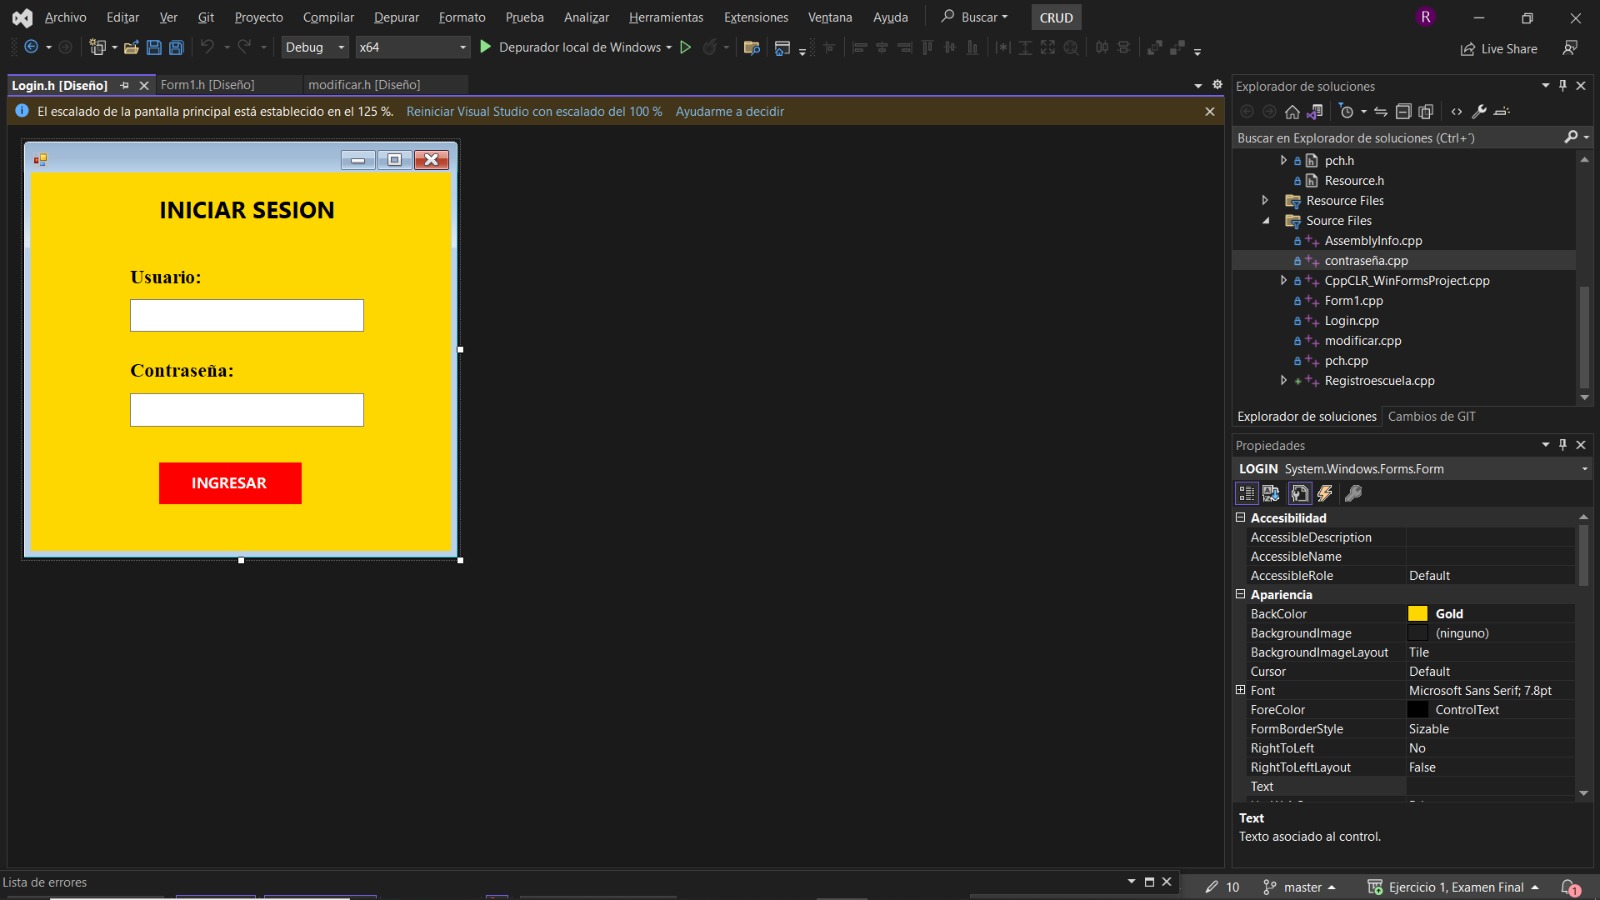 Archivo Editar Ver Git Proyecto Compilar Depurar Formato Prueba Analizar Herramientas Extensiones Ventana Ayuda Buscar CRUD R
Debug x64 Depurador local de Windows Live Share
Login.h [Diseño] Form1.h [Diseño] modificar.h [Diseño]
El escalado de la pantalla principal está establecido en el 125 %. Reiniciar Visual Studio con escalado del 100 % Ayudarme a decidir
INICIAR SESION
Usuario:
Contraseña:
INGRESAR
Explorador de soluciones
Buscar en Explorador de soluciones (Ctrl+´)
pch.h
Resource.h
Resource Files
Source Files
AssemblyInfo.cpp
contraseña.cpp
CppCLR_WinFormsProject.cpp
Form1.cpp
Login.cpp
modificar.cpp
pch.cpp
Registroescuela.cpp
Explorador de soluciones Cambios de GIT
Propiedades
LOGIN System.Windows.Forms.Form
Accesibilidad
AccessibleDescription
AccessibleName
AccessibleRole Default
Apariencia
BackColor Gold
BackgroundImage (ninguno)
BackgroundImageLayout Tile
Cursor Default
Font Microsoft Sans Serif; 7.8pt
ForeColor ControlText
FormBorderStyle Sizable
RightToLeft No
RightToLeftLayout False
Text
Text
Texto asociado al control.
Lista de errores
10 master Ejercicio 1, Examen Final 1